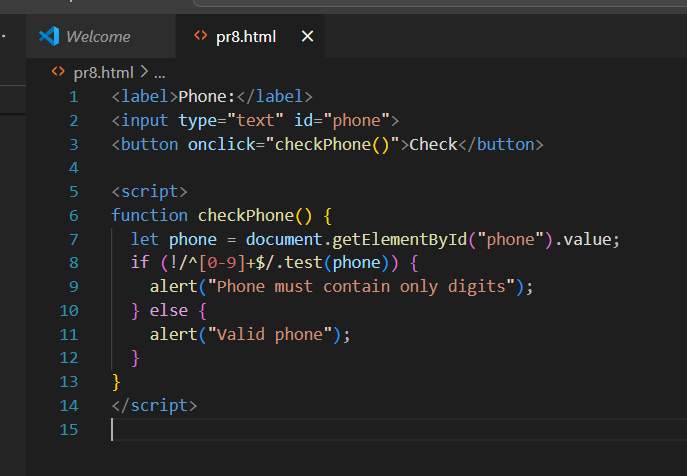 Welcome
pr8.html
pr8.html > ...
1 <label>Phone:</label>
2 <input type="text" id="phone">
3 <button onclick="checkPhone()">Check</button>
4
5 <script>
6 function checkPhone() {
7   let phone = document.getElementById("phone").value;
8   if (!/^[0-9]+$/.test(phone)) {
9     alert("Phone must contain only digits");
10   } else {
11     alert("Valid phone");
12   }
13 }
14 </script>
15